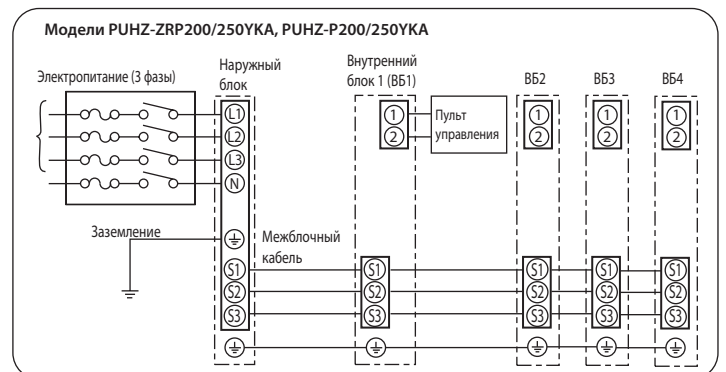 Модели PUHZ-ZRP200/250YKA, PUHZ-P200/250YKA
Электропитание (3 фазы)
Наружный
блок
Внутренний
блок 1 (ВБ1)
ВБ2
ВБ3
ВБ4
L1
L2
L3
N
1
2
Пульт
управления
1
2
1
2
1
2
Заземление
Межблочный
кабель
S1
S2
S3
S1
S2
S3
S1
S2
S3
S1
S2
S3
S1
S2
S3